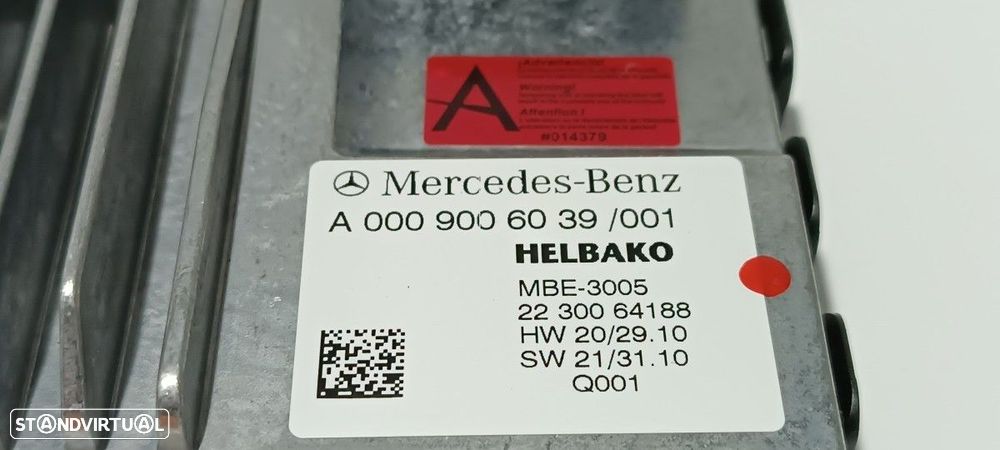 ¡Advertencia!
A
Warning!
Attention !
#014379
Mercedes-Benz
A 000 900 60 39 /001
HELBAKO
MBE-3005
22 300 64188
HW 20/29.10
SW 21/31.10
Q001
STANDVIRTUAL